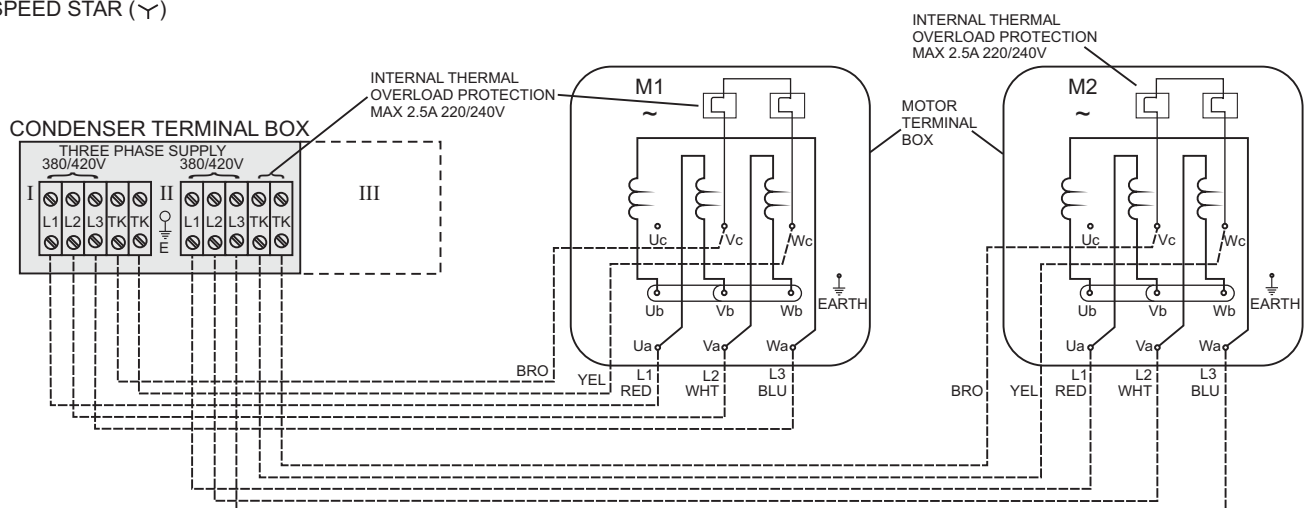 SPEED STAR ( )
INTERNAL THERMAL
OVERLOAD PROTECTION
MAX 2.5A 220/240V
INTERNAL THERMAL
OVERLOAD PROTECTION
MAX 2.5A 220/240V
CONDENSER TERMINAL BOX
THREE PHASE SUPPLY
380/420V 380/420V
I L1 L2 L3 TK TK II E L1 L2 L3 TK TK III
M1
~
MOTOR
TERMINAL
BOX
M2
~
Uc Vc Wc
Ub Vb Wb
EARTH
Ua Va Wa
BRO YEL
L1 L2 L3
RED WHT BLU
Uc Vc Wc
Ub Vb Wb
EARTH
Ua Va Wa
BRO YEL
L1 L2 L3
RED WHT BLU